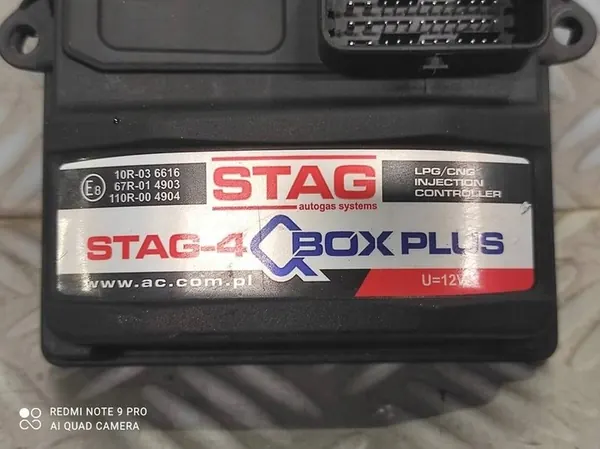 10R-03 6616
67R-01 4903
110R-00 4904
E8
STAG
autogas systems
LPG/CNG
INJECTION
CONTROLLER
STAG-4 QBOX PLUS
www.ac.com.pl
U=12V
REDMI NOTE 9 PRO
AI QUAD CAMERA